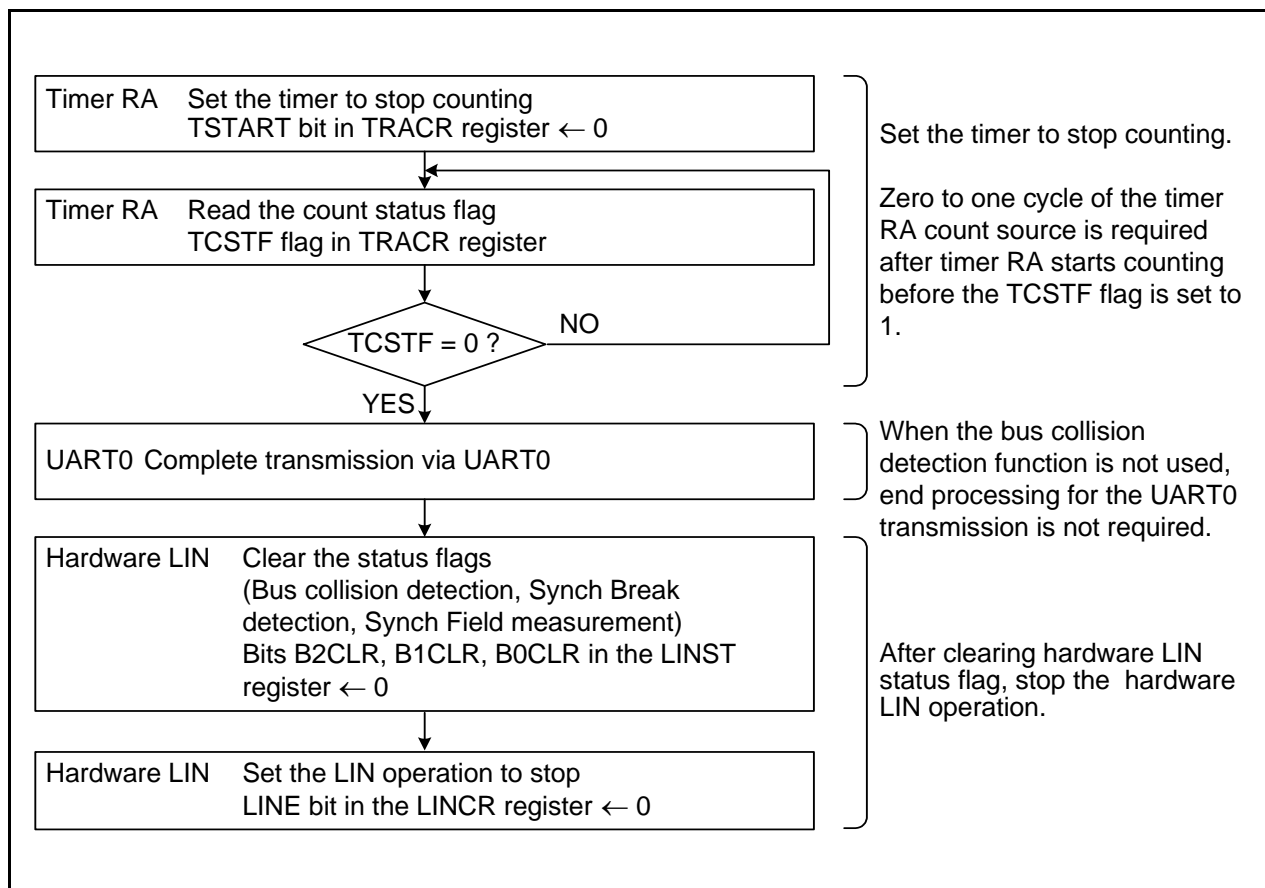 Timer RA Set the timer to stop counting
TSTART bit in TRACR register ← 0
Set the timer to stop counting.
Timer RA Read the count status flag
TCSTF flag in TRACR register
Zero to one cycle of the timer
RA count source is required
after timer RA starts counting
before the TCSTF flag is set to
1.
TCSTF = 0 ?
NO
YES
UART0 Complete transmission via UART0
When the bus collision
detection function is not used,
end processing for the UART0
transmission is not required.
Hardware LIN Clear the status flags
(Bus collision detection, Synch Break
detection, Synch Field measurement)
Bits B2CLR, B1CLR, B0CLR in the LINST
register ← 0
After clearing hardware LIN
status flag, stop the hardware
LIN operation.
Hardware LIN Set the LIN operation to stop
LINE bit in the LINCR register ← 0